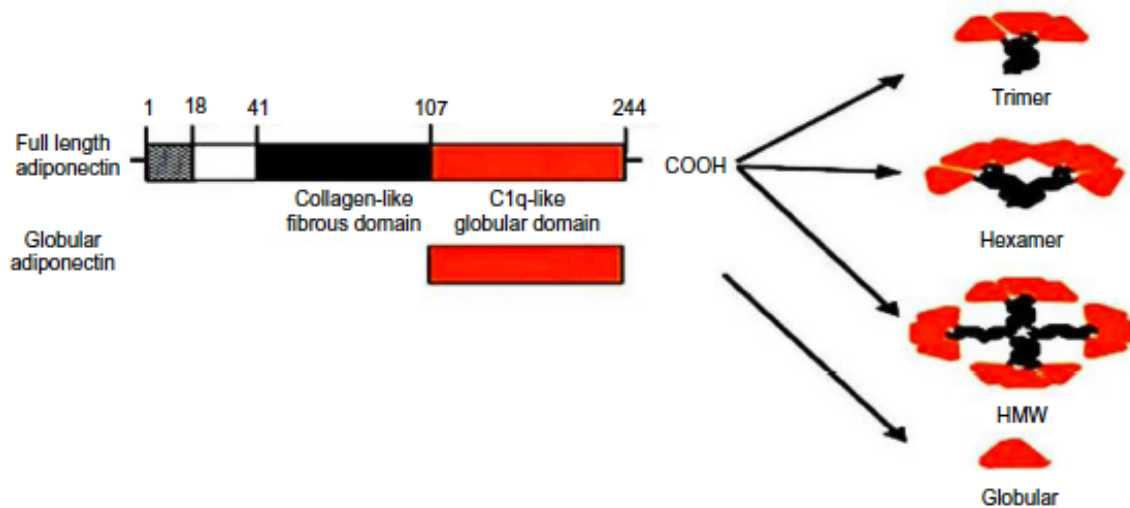 1 18 41 107 244
Full length
adiponectin
COOH
Collagen-like
fibrous domain
C1q-like
globular domain
Globular
adiponectin
Trimer
Hexamer
HMW
Globular